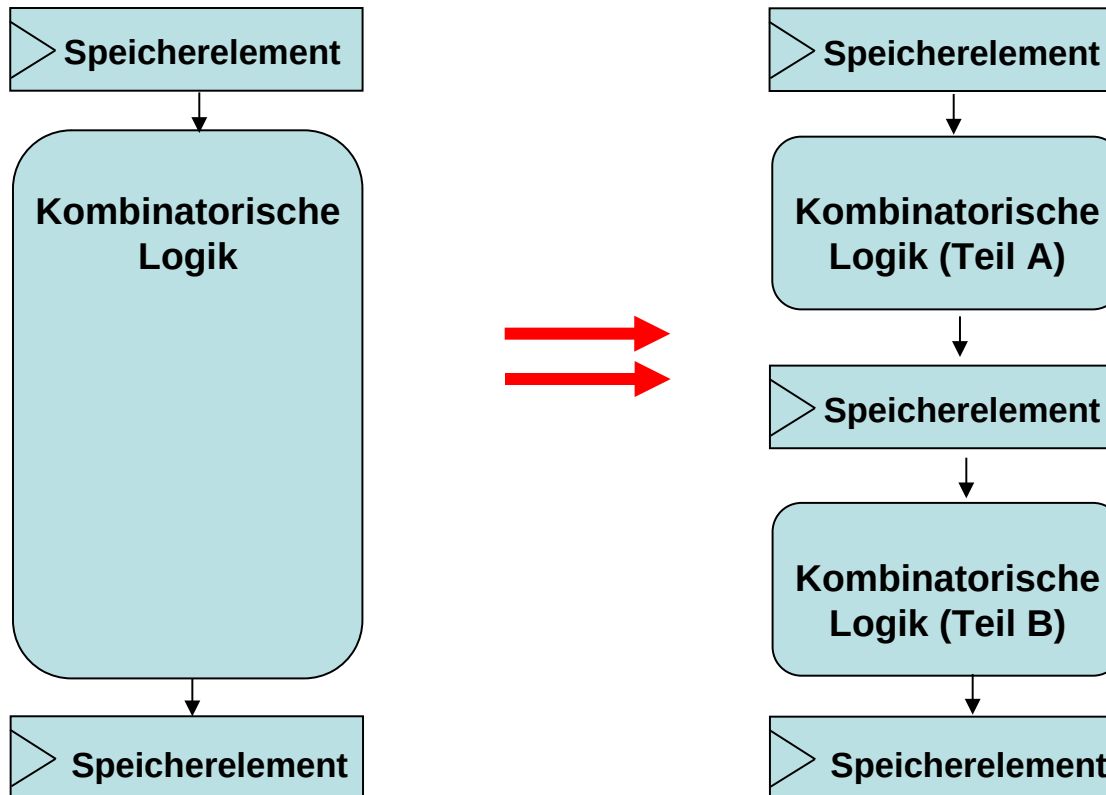 Speicherelement
Kombinatorische
Logik
Speicherelement
Speicherelement
Kombinatorische
Logik (Teil A)
Speicherelement
Kombinatorische
Logik (Teil B)
Speicherelement